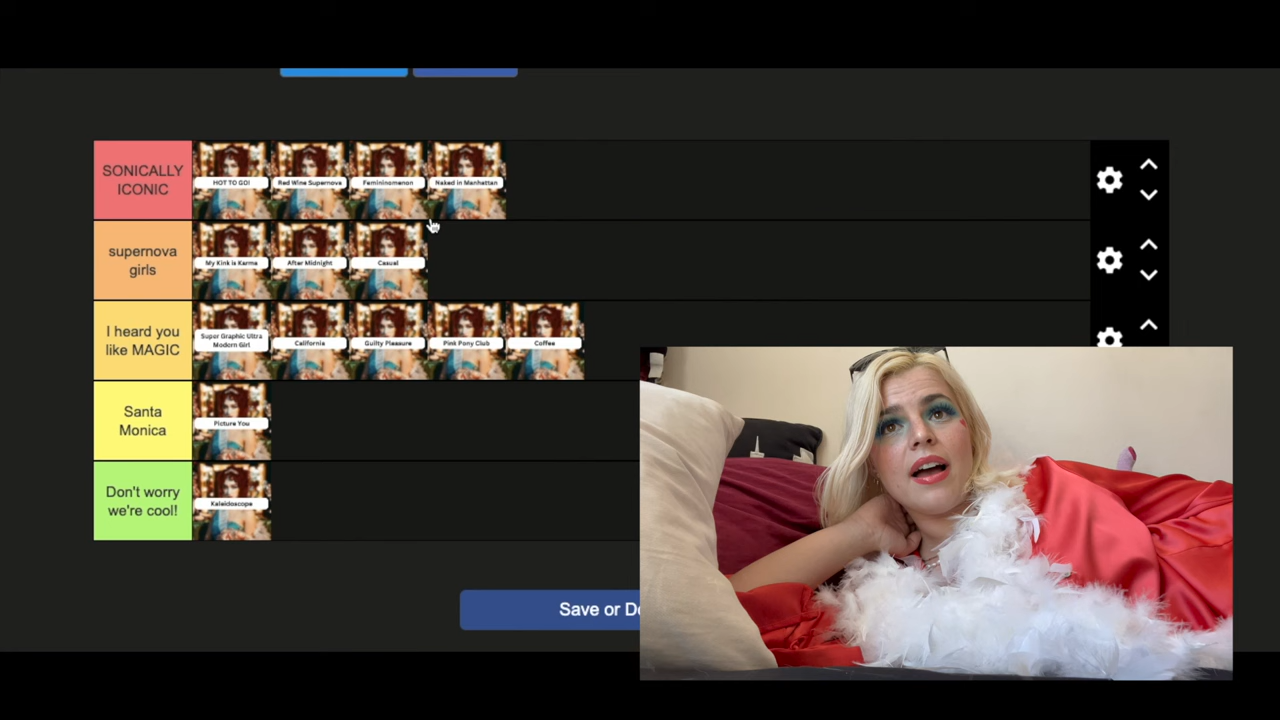 SONICALLY
ICONIC
HOT TO GO!
Red Wine Supernova
Femininomenon
Naked in Manhattan
supernova
girls
My Kink is Karma
After Midnight
Casual
I heard you
like MAGIC
Super Graphic Ultra
Modern Girl
California
Guilty Pleasure
Pink Pony Club
Coffee
Santa
Monica
Picture You
Don't worry
we're cool!
Kaleidoscope
Save or De